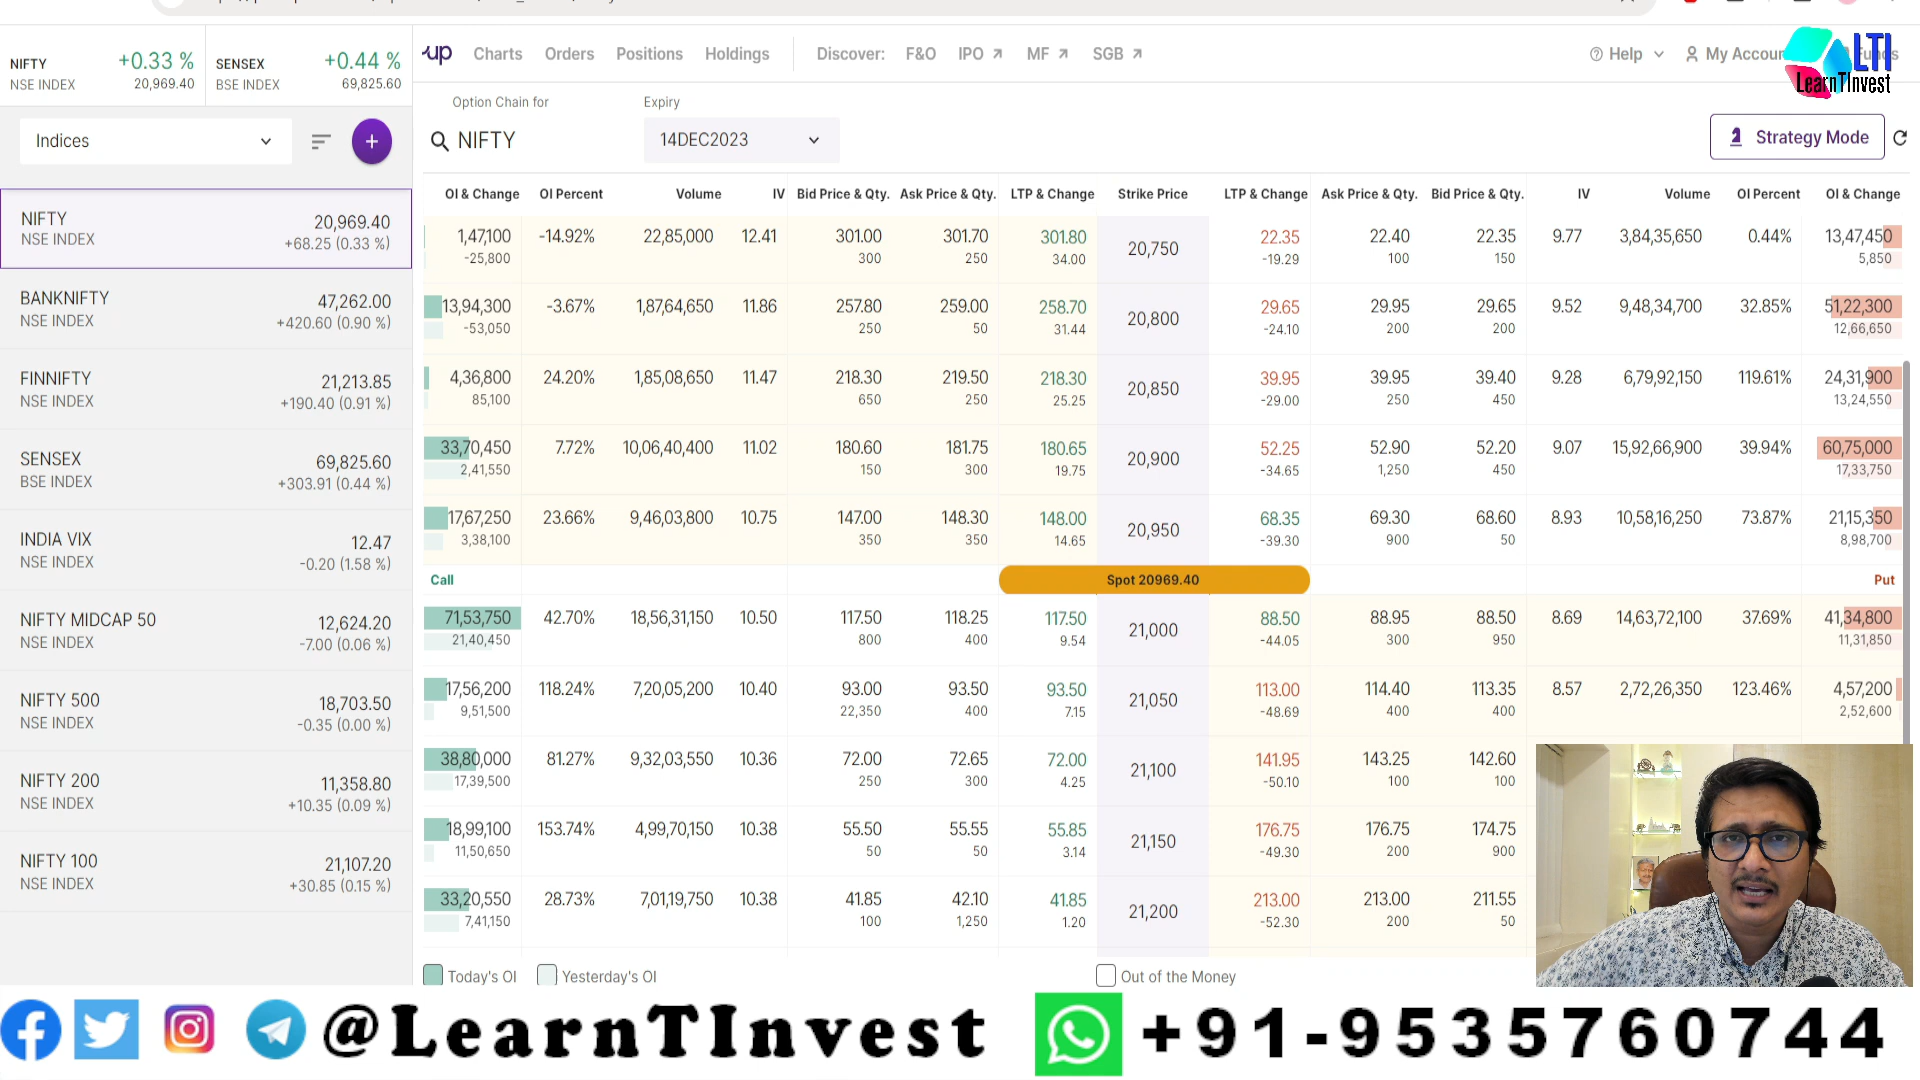 NIFTY +0.33 % SENSEX +0.44 %
NSE INDEX 20,969.40 BSE INDEX 69,825.60
up Charts Orders Positions Holdings Discover: F&O IPO MF SGB Help My Accoun Funds
LTI
LearnTInvest
Option Chain for Expiry
Indices NIFTY 14DEC2023 Strategy Mode
NIFTY 20,969.40
NSE INDEX +68.25 (0.33 %)
BANKNIFTY 47,262.00
NSE INDEX +420.60 (0.90 %)
FINNIFTY 21,213.85
NSE INDEX +190.40 (0.91 %)
SENSEX 69,825.60
BSE INDEX +303.91 (0.44 %)
INDIA VIX 12.47
NSE INDEX -0.20 (1.58 %)
NIFTY MIDCAP 50 12,624.20
NSE INDEX -7.00 (0.06 %)
NIFTY 500 18,703.50
NSE INDEX -0.35 (0.00 %)
NIFTY 200 11,358.80
NSE INDEX +10.35 (0.09 %)
NIFTY 100 21,107.20
NSE INDEX +30.85 (0.15 %)
OI & Change OI Percent Volume IV Bid Price & Qty. Ask Price & Qty. LTP & Change Strike Price LTP & Change Ask Price & Qty. Bid Price & Qty. IV Volume OI Percent OI & Change
1,47,100 -14.92% 22,85,000 12.41 301.00 301.70 301.80 20,750 22.35 22.40 22.35 9.77 3,84,35,650 0.44% 13,47,450
-25,800 300 250 34.00 -19.29 100 150 5,850
13,94,300 -3.67% 1,87,64,650 11.86 257.80 259.00 258.70 20,800 29.65 29.95 29.65 9.52 9,48,34,700 32.85% 51,22,300
-53,050 250 50 31.44 -24.10 200 200 12,66,650
4,36,800 24.20% 1,85,08,650 11.47 218.30 219.50 218.30 20,850 39.95 39.95 39.40 9.28 6,79,92,150 119.61% 24,31,900
85,100 650 250 25.25 -29.00 250 450 13,24,550
33,70,450 7.72% 10,06,40,400 11.02 180.60 181.75 180.65 20,900 52.25 52.90 52.20 9.07 15,92,66,900 39.94% 60,75,000
2,41,550 150 300 19.75 -34.65 1,250 450 17,33,750
17,67,250 23.66% 9,46,03,800 10.75 147.00 148.30 148.00 20,950 68.35 69.30 68.60 8.93 10,58,16,250 73.87% 21,15,350
3,38,100 350 350 14.65 -39.30 900 50 8,98,700
Call Spot 20969.40 Put
71,53,750 42.70% 18,56,31,150 10.50 117.50 118.25 117.50 21,000 88.50 88.95 88.50 8.69 14,63,72,100 37.69% 41,34,800
21,40,450 800 400 9.54 -44.05 300 950 11,31,850
17,56,200 118.24% 7,20,05,200 10.40 93.00 93.50 93.50 21,050 113.00 114.40 113.35 8.57 2,72,26,350 123.46% 4,57,200
9,51,500 22,350 400 7.15 -48.69 400 400 2,52,600
38,80,000 81.27% 9,32,03,550 10.36 72.00 72.65 72.00 21,100 141.95 143.25 142.60
17,39,500 250 300 4.25 -50.10 100 100
18,99,100 153.74% 4,99,70,150 10.38 55.50 55.55 55.85 21,150 176.75 176.75 174.75
11,50,650 50 50 3.14 -49.30 200 900
33,20,550 28.73% 7,01,19,750 10.38 41.85 42.10 41.85 21,200 213.00 213.00 211.55
7,41,150 100 1,250 1.20 -52.30 200 50
Today's OI Yesterday's OI Out of the Money
@LearnTInvest +91-9535760744